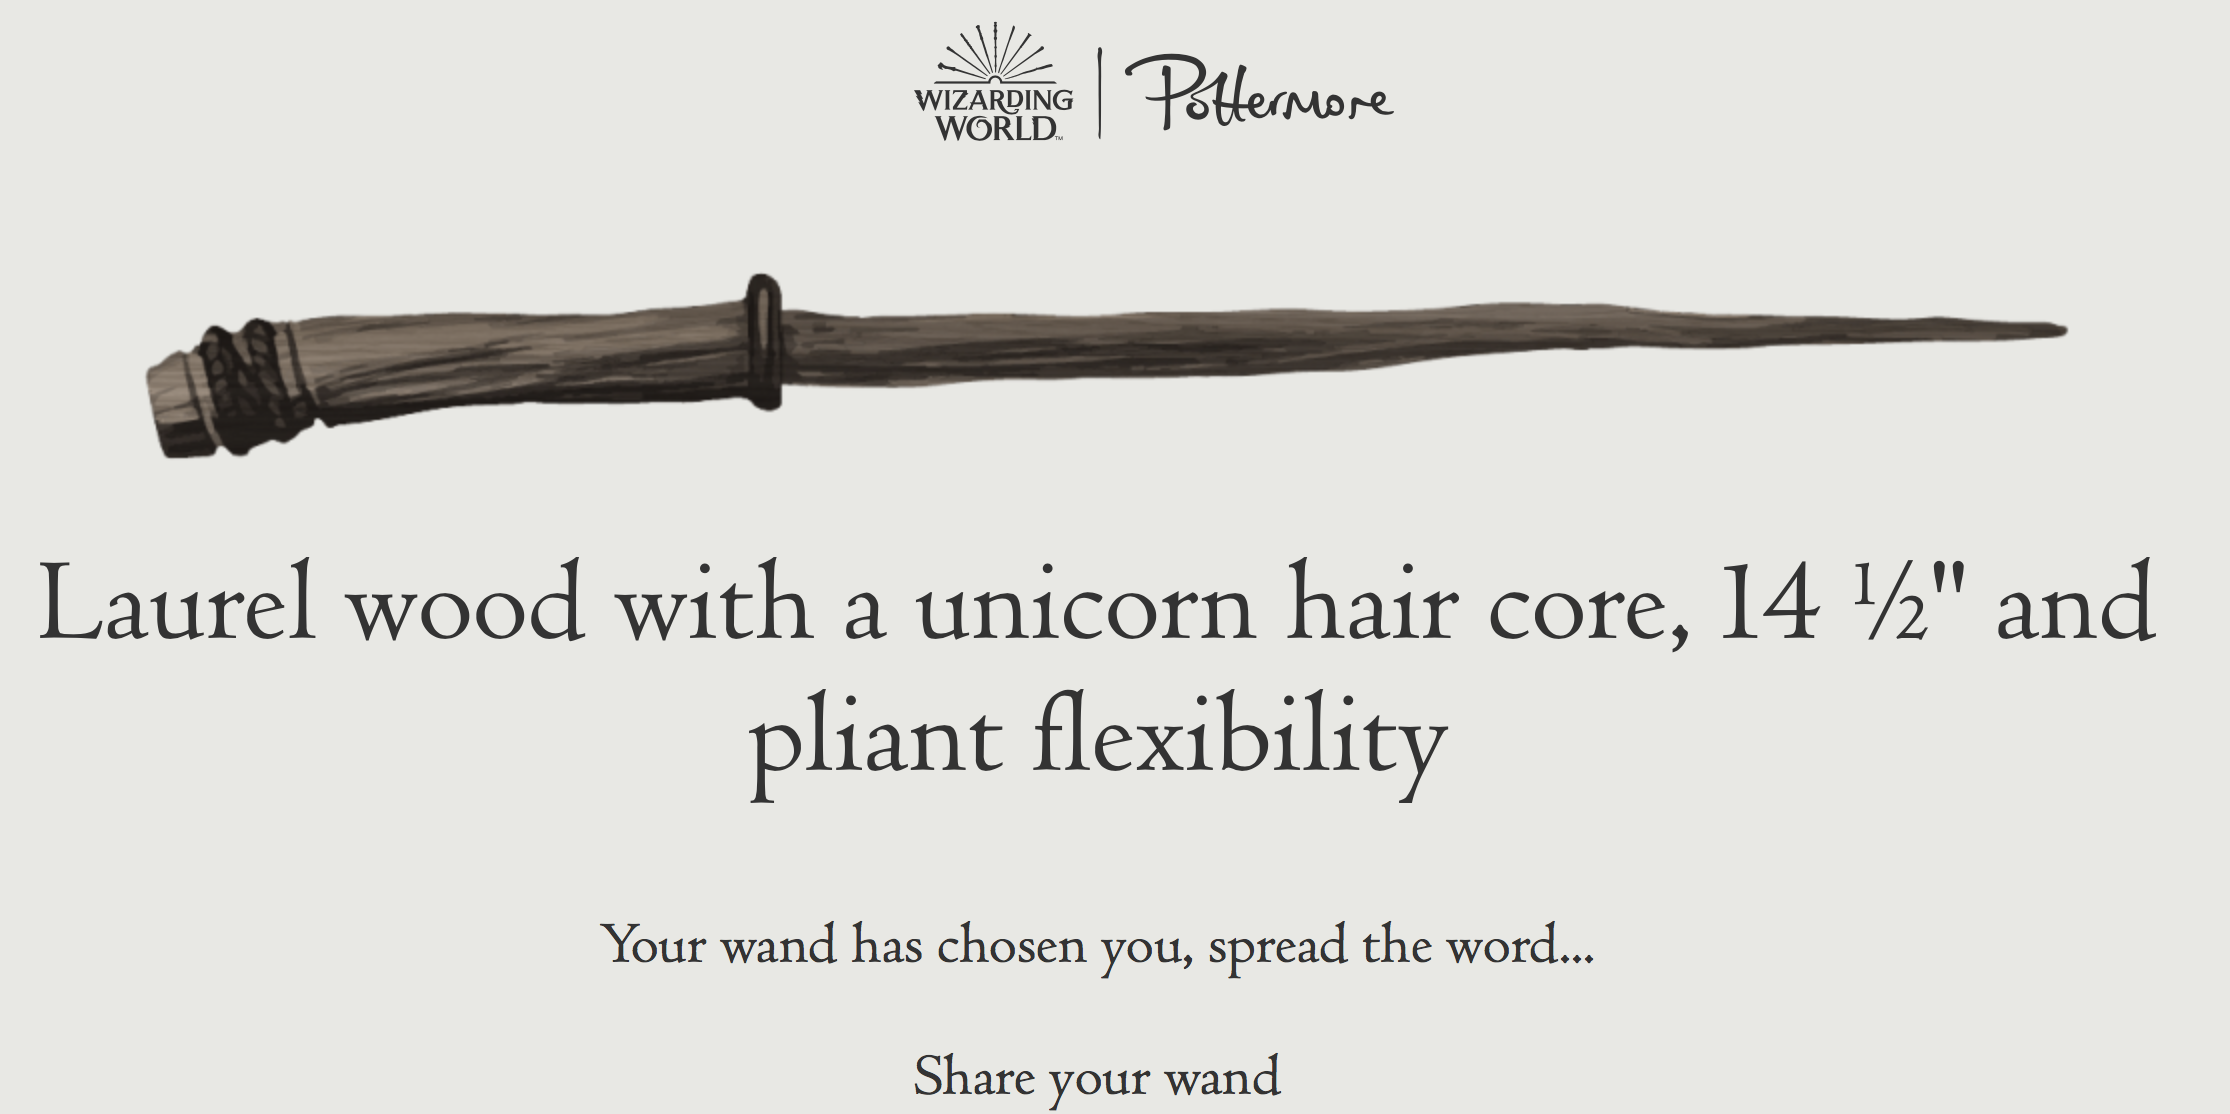 WIZARDING
WORLD™
Pottermore
Laurel wood with a unicorn hair core, 14 ½" and
pliant flexibility
Your wand has chosen you, spread the word...
Share your wand